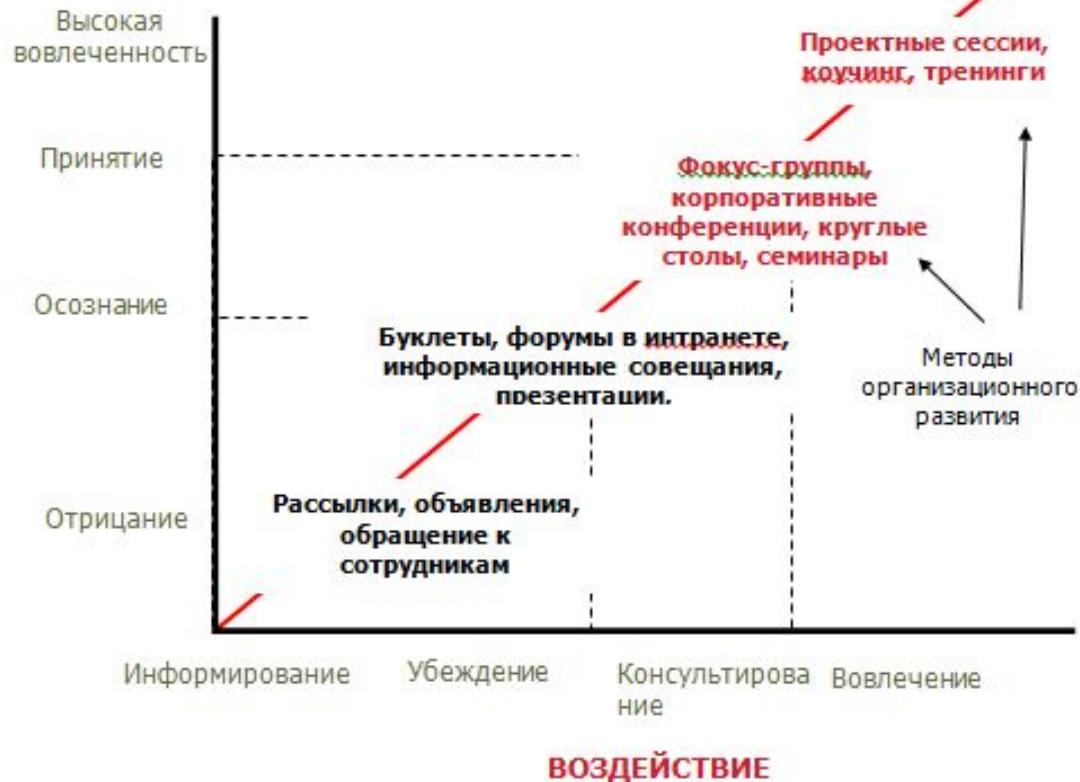 Высокая
вовлеченность
Проектные сессии,
коучинг, тренинги
Принятие
Фокус-группы,
корпоративные
конференции, круглые
столы, семинары
Осознание
Буклеты, форумы в интранете,
информационные совещания,
презентации.
Методы
организационного
развития
Отрицание
Рассылки, объявления,
обращение к
сотрудникам
Информирование
Убеждение
Консультирова
ние
Вовлечение
ВОЗДЕЙСТВИЕ